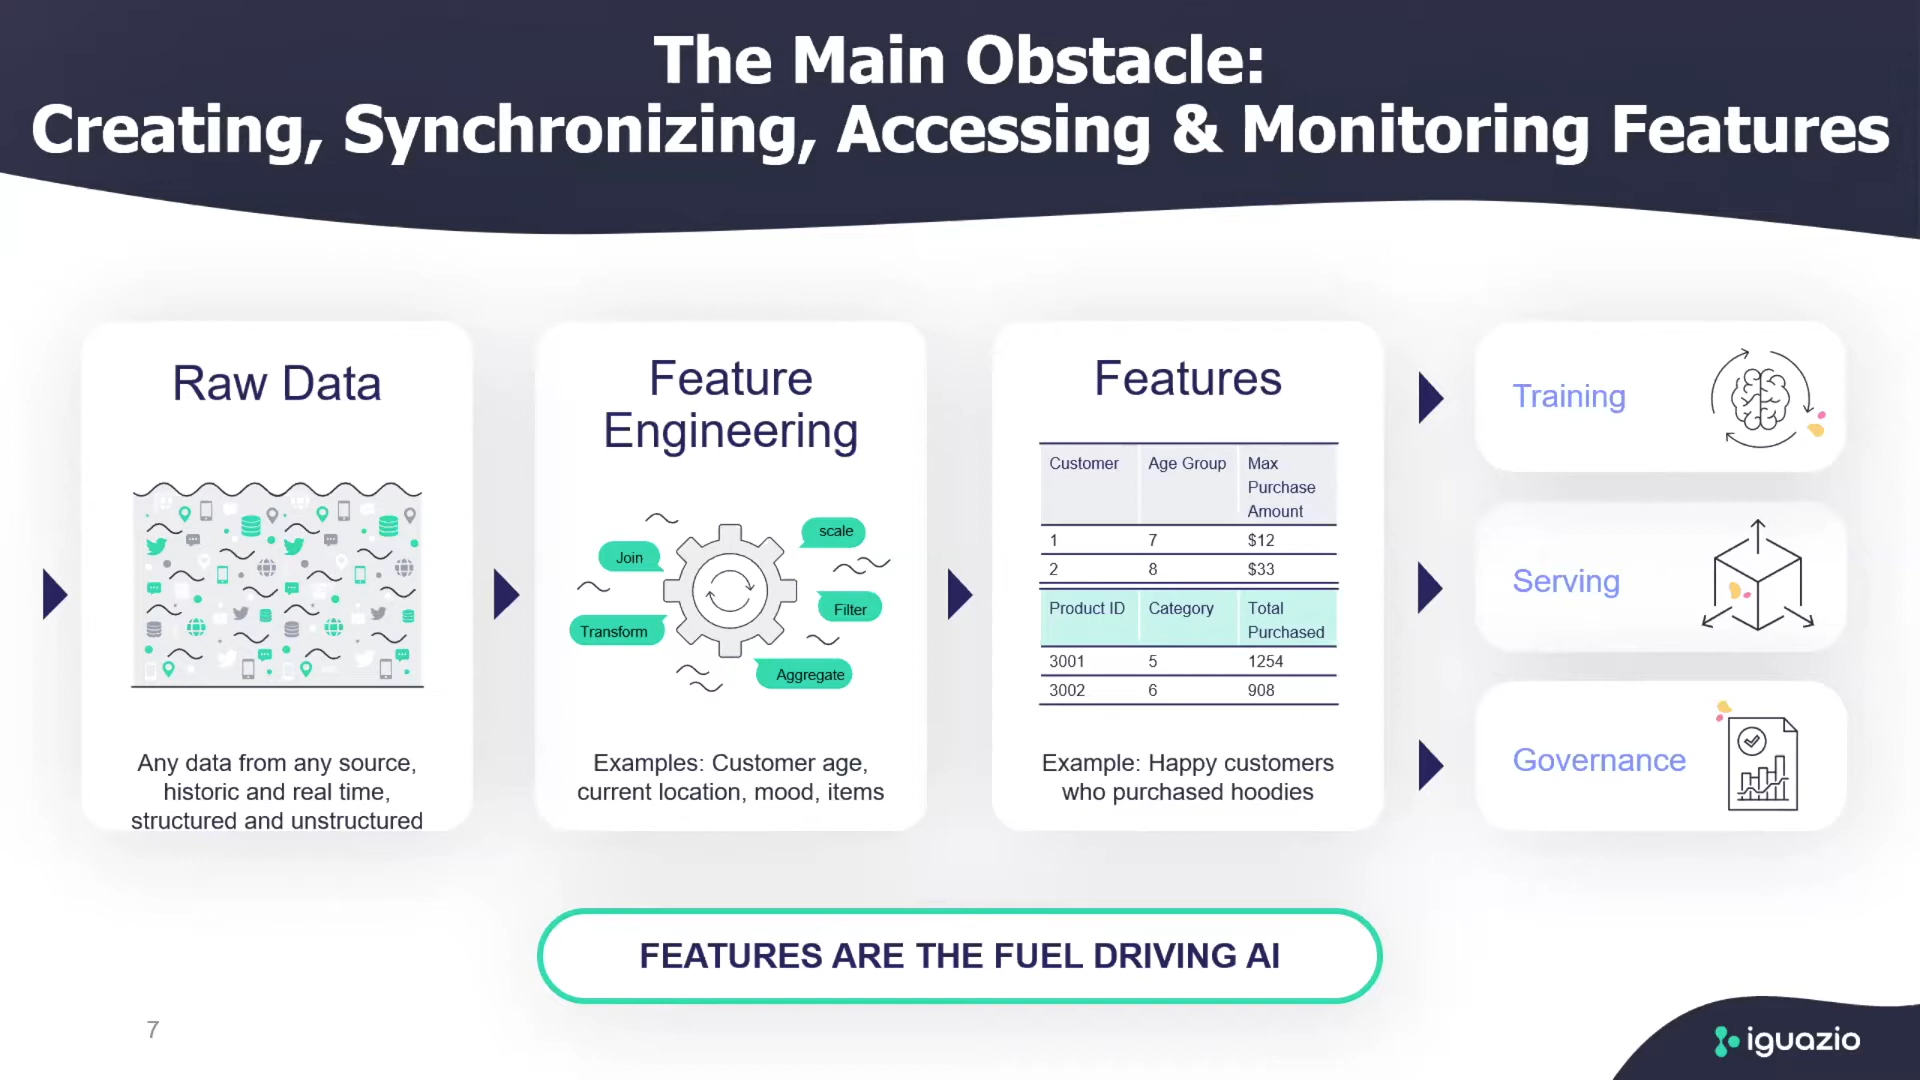 The Main Obstacle:
Creating, Synchronizing, Accessing & Monitoring Features
Raw Data
Any data from any source,
historic and real time,
structured and unstructured
Feature
Engineering
Join
scale
Transform
Filter
Aggregate
Examples: Customer age,
current location, mood, items
Features
Customer Age Group Max
Purchase
Amount
1 7 $12
2 8 $33
Product ID Category Total
Purchased
3001 5 1254
3002 6 908
Example: Happy customers
who purchased hoodies
Training
Serving
Governance
FEATURES ARE THE FUEL DRIVING AI
7
iguazio